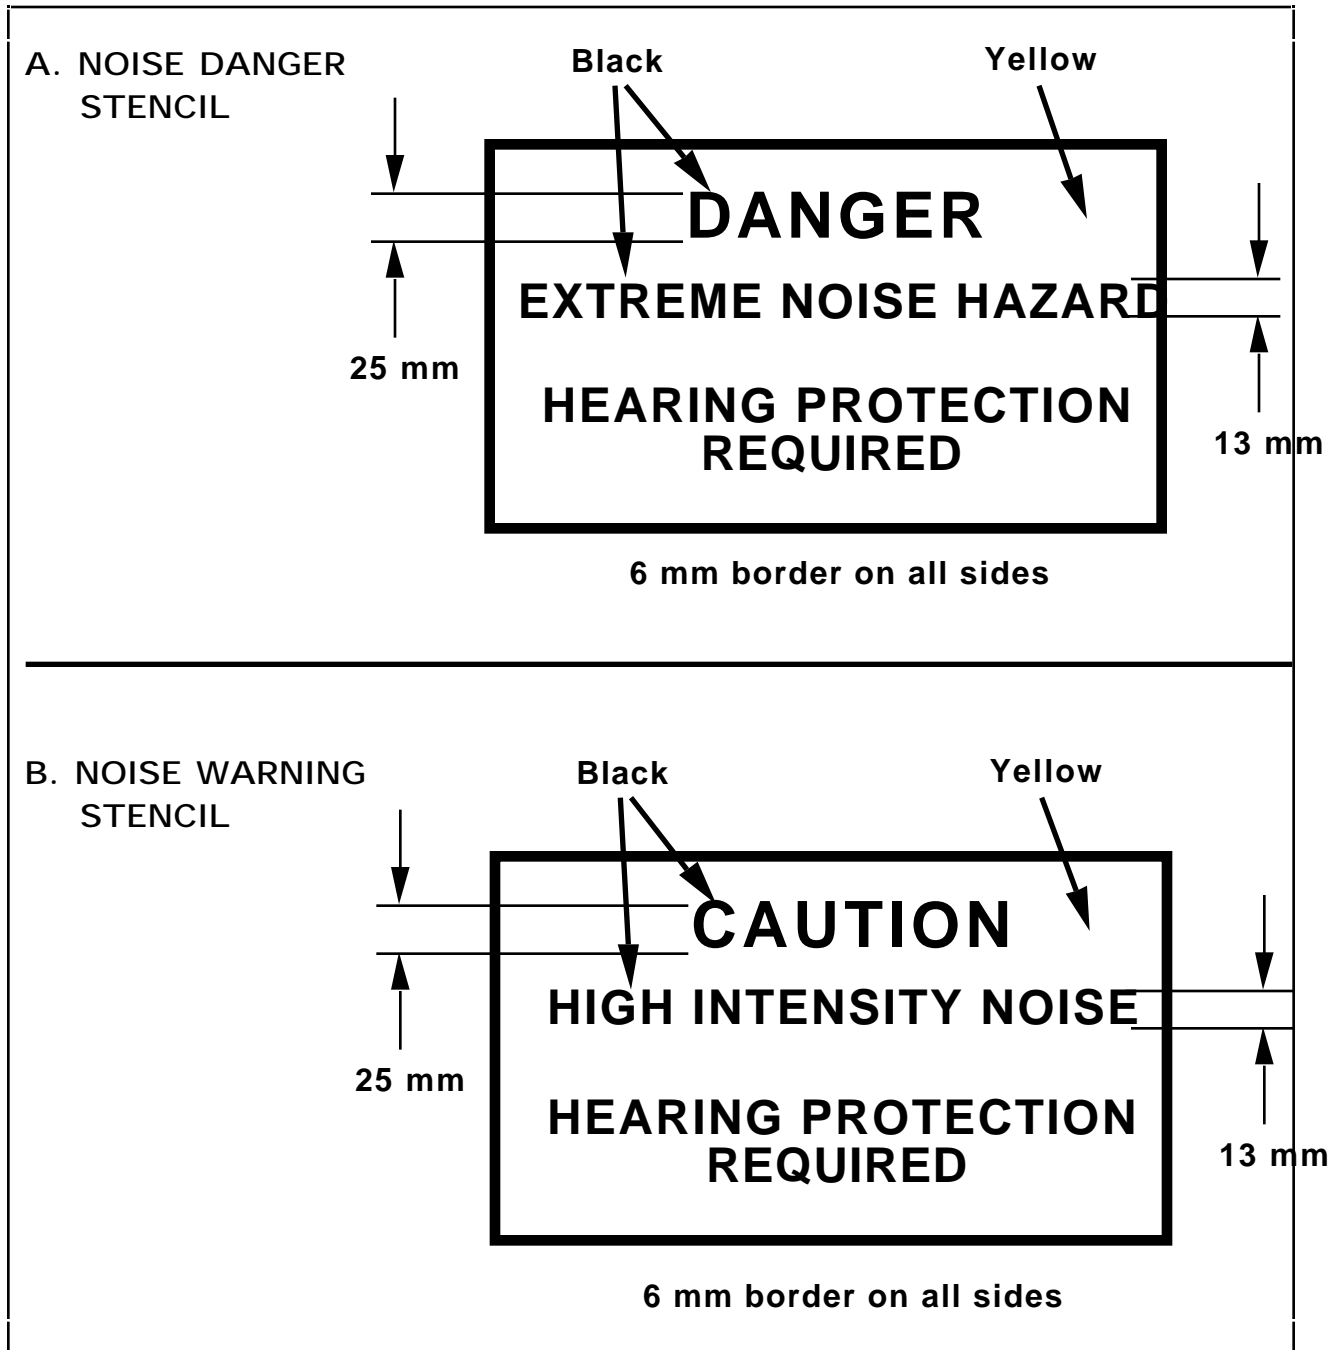 A. NOISE DANGER
STENCIL
Black
Yellow
DANGER
EXTREME NOISE HAZARD
25 mm
HEARING PROTECTION
REQUIRED
13 mm
6 mm border on all sides
B. NOISE WARNING
STENCIL
Black
Yellow
CAUTION
HIGH INTENSITY NOISE
25 mm
HEARING PROTECTION
REQUIRED
13 mm
6 mm border on all sides